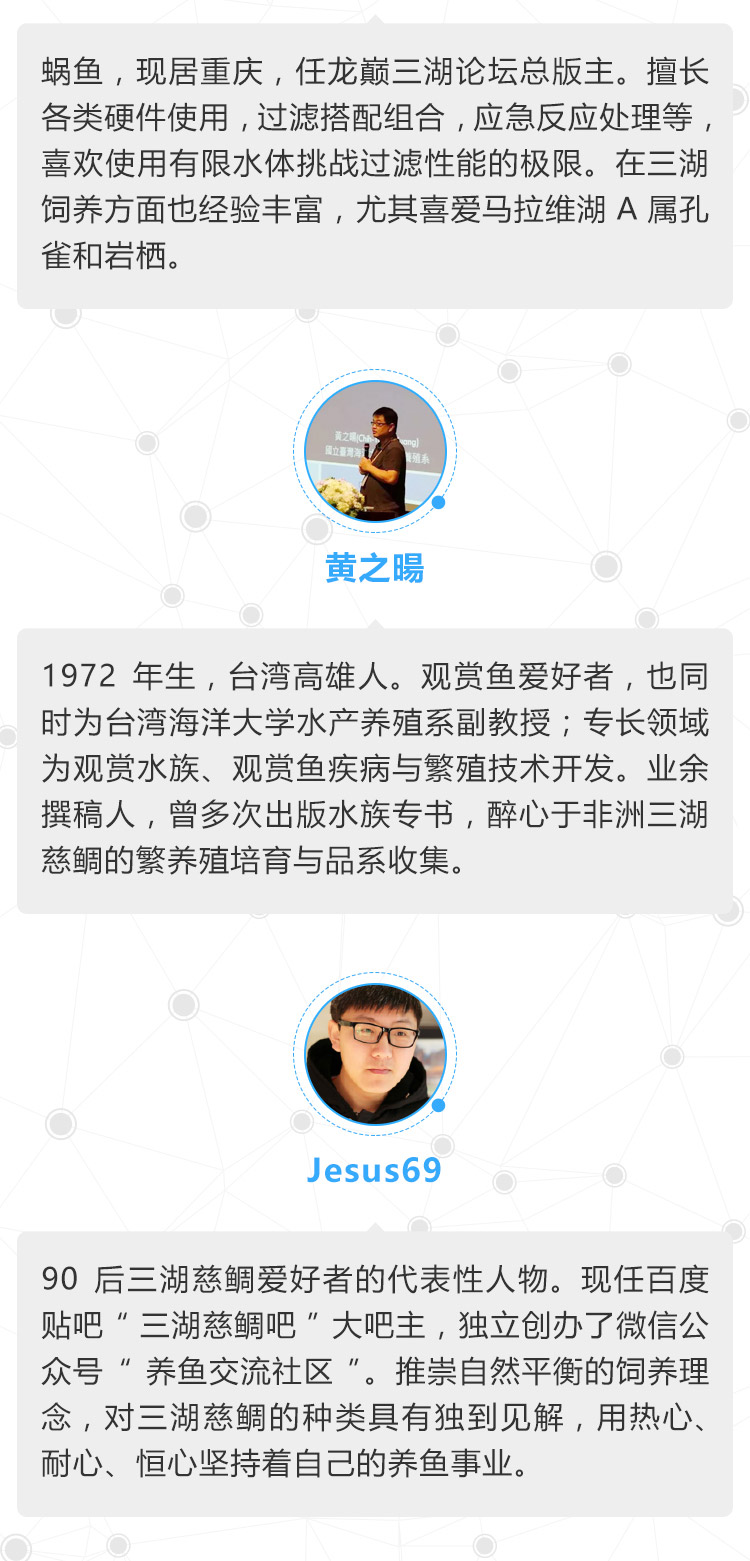 蜗鱼，现居重庆，任龙巅三湖论坛总版主。擅长
各类硬件使用，过滤搭配组合，应急反应处理等，
喜欢使用有限水体挑战过滤性能的极限。在三湖
饲养方面也经验丰富，尤其喜爱马拉维湖 A 属孔
雀和岩栖。
黄之暘
1972 年生，台湾高雄人。观赏鱼爱好者，也同
时为台湾海洋大学水产养殖系副教授；专长领域
为观赏水族、观赏鱼疾病与繁殖技术开发。业余
撰稿人，曾多次出版水族专书，醉心于非洲三湖
慈鲷的繁养殖培育与品系收集。
Jesus69
90 后三湖慈鲷爱好者的代表性人物。现任百度
贴吧“ 三湖慈鲷吧 ”大吧主，独立创办了微信公
众号“ 养鱼交流社区 ”。推崇自然平衡的饲养理
念，对三湖慈鲷的种类具有独到见解，用热心、
耐心、恒心坚持着自己的养鱼事业。